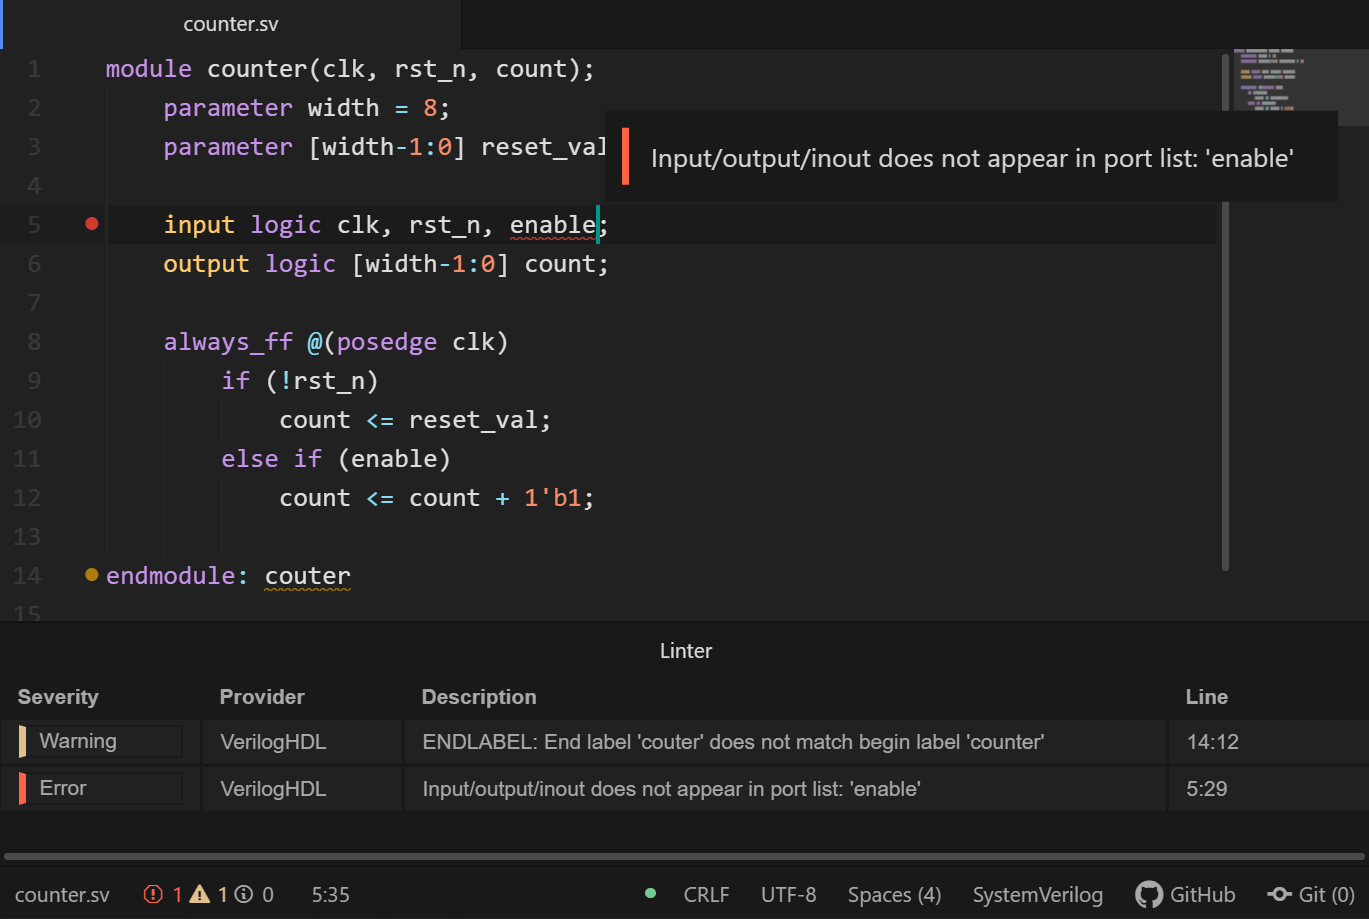 counter.sv
1 module counter(clk, rst_n, count);
2 parameter width = 8;
3 parameter [width-1:0] reset_val
Input/output/inout does not appear in port list: 'enable'
4
5 input logic clk, rst_n, enable;
6 output logic [width-1:0] count;
7
8 always_ff @(posedge clk)
9 if (!rst_n)
10 count <= reset_val;
11 else if (enable)
12 count <= count + 1'b1;
13
14 endmodule: couter
15
Linter
Severity Provider Description Line
Warning VerilogHDL ENDLABEL: End label 'couter' does not match begin label 'counter' 14:12
Error VerilogHDL Input/output/inout does not appear in port list: 'enable' 5:29
counter.sv 1 1 0 5:35 CRLF UTF-8 Spaces (4) SystemVerilog GitHub Git (0)